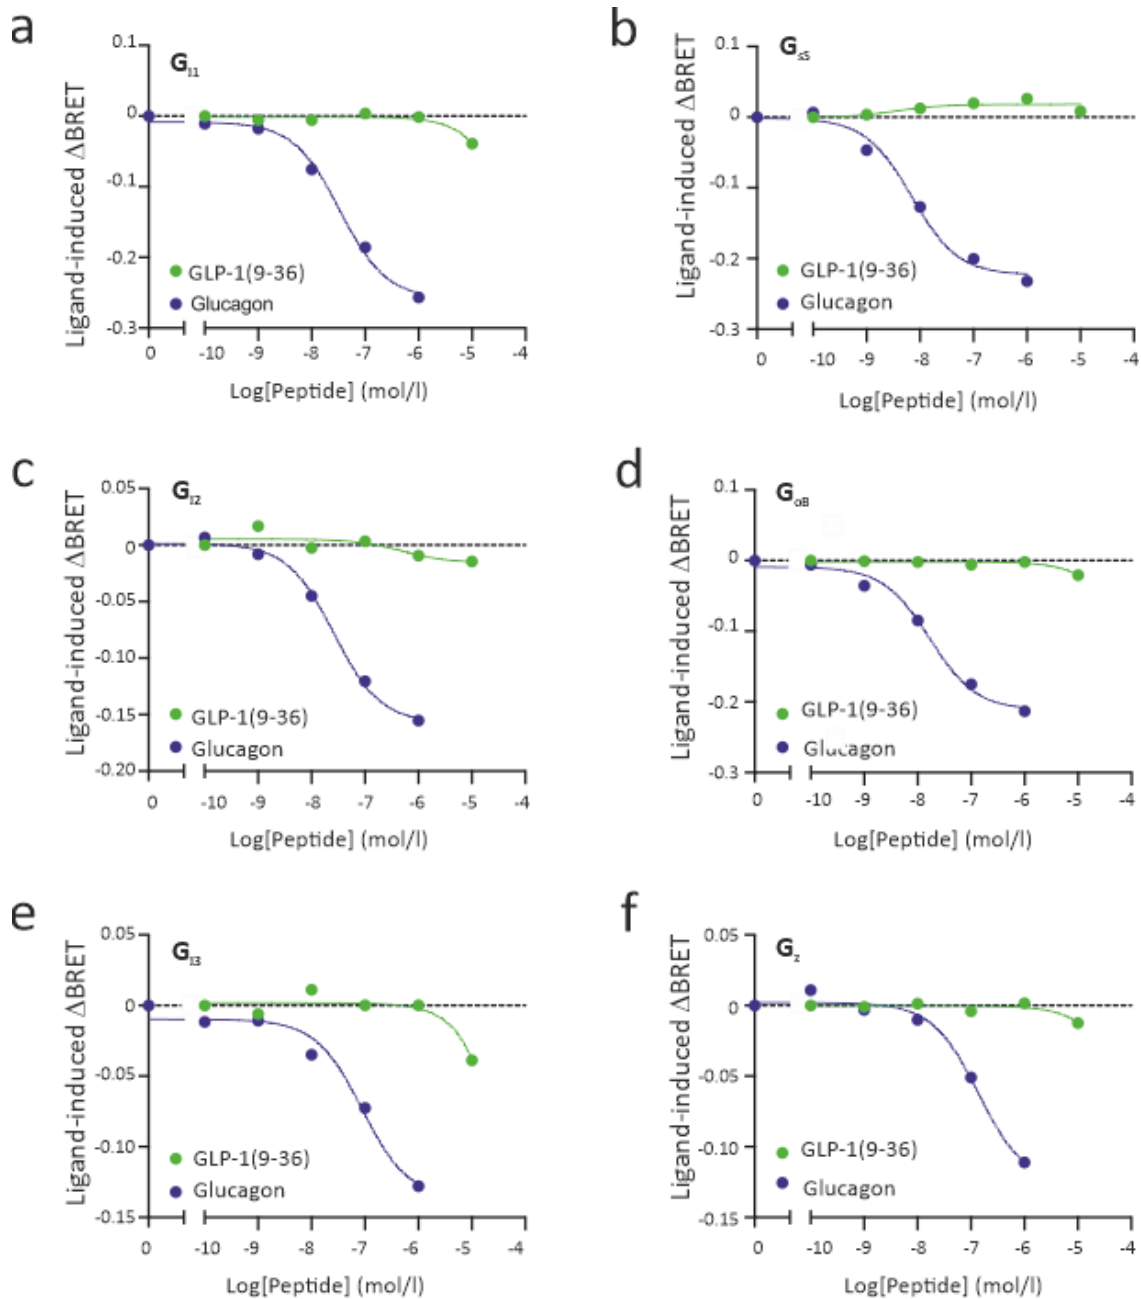 a
G_i1
Ligand-induced ΔBRET
0.1
0
-0.1
-0.2
-0.3
GLP-1(9-36)
Glucagon
0 -10 -9 -8 -7 -6 -5 -4
Log[Peptide] (mol/l)
b
G_sS
Ligand-induced ΔBRET
0.1
0
-0.1
-0.2
-0.3
GLP-1(9-36)
Glucagon
0 -10 -9 -8 -7 -6 -5 -4
Log[Peptide] (mol/l)
c
G_i2
Ligand-induced ΔBRET
0.05
0
-0.05
-0.10
-0.15
-0.20
GLP-1(9-36)
Glucagon
0 -10 -9 -8 -7 -6 -5 -4
Log[Peptide] (mol/l)
d
G_oB
Ligand-induced ΔBRET
0.1
0
-0.1
-0.2
-0.3
GLP-1(9-36)
Glucagon
0 -10 -9 -8 -7 -6 -5 -4
Log[Peptide] (mol/l)
e
G_i3
Ligand-induced ΔBRET
0.05
0
-0.05
-0.10
-0.15
GLP-1(9-36)
Glucagon
0 -10 -9 -8 -7 -6 -5 -4
Log[Peptide] (mol/l)
f
G_z
Ligand-induced ΔBRET
0.05
0
-0.05
-0.10
-0.15
GLP-1(9-36)
Glucagon
0 -10 -9 -8 -7 -6 -5 -4
Log[Peptide] (mol/l)